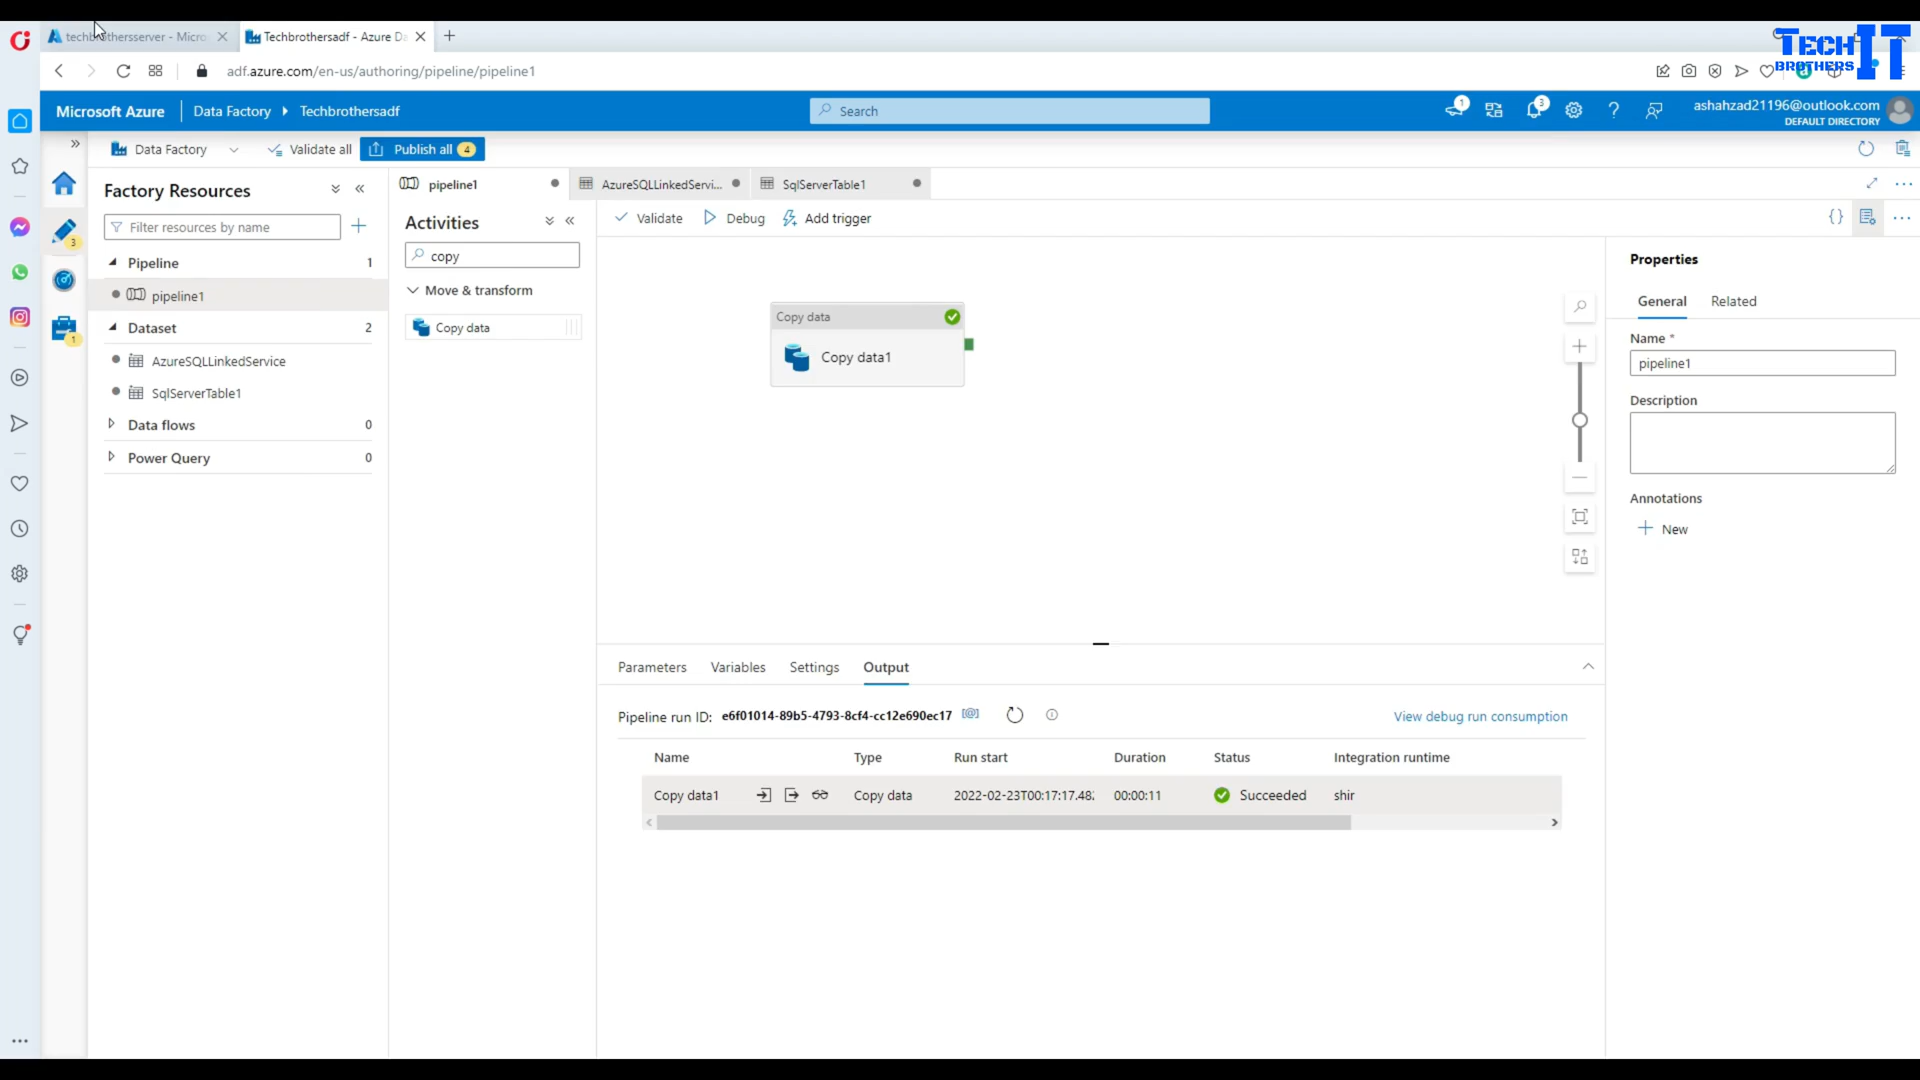 techbrothersserver - Micro
Techbrothersadf - Azure Da
adf.azure.com/en-us/authoring/pipeline/pipeline1
TECH IT
BROTHERS
Microsoft Azure
Data Factory
Techbrothersadf
Search
1
3
ashahzad21196@outlook.com
DEFAULT DIRECTORY
Data Factory
Validate all
Publish all 4
Factory Resources
Filter resources by name
3
1
Pipeline 1
pipeline1
Dataset 2
AzureSQLLinkedService
SqlServerTable1
Data flows 0
Power Query 0
pipeline1
AzureSQLLinkedServi...
SqlServerTable1
Activities
copy
Move & transform
Copy data
Validate
Debug
Add trigger
Copy data
Copy data1
Properties
General
Related
Name *
pipeline1
Description
Annotations
New
Parameters
Variables
Settings
Output
Pipeline run ID: e6f01014-89b5-4793-8cf4-cc12e690ec17
View debug run consumption
Name Type Run start Duration Status Integration runtime
Copy data1 Copy data 2022-02-23T00:17:17.48 00:00:11 Succeeded shir